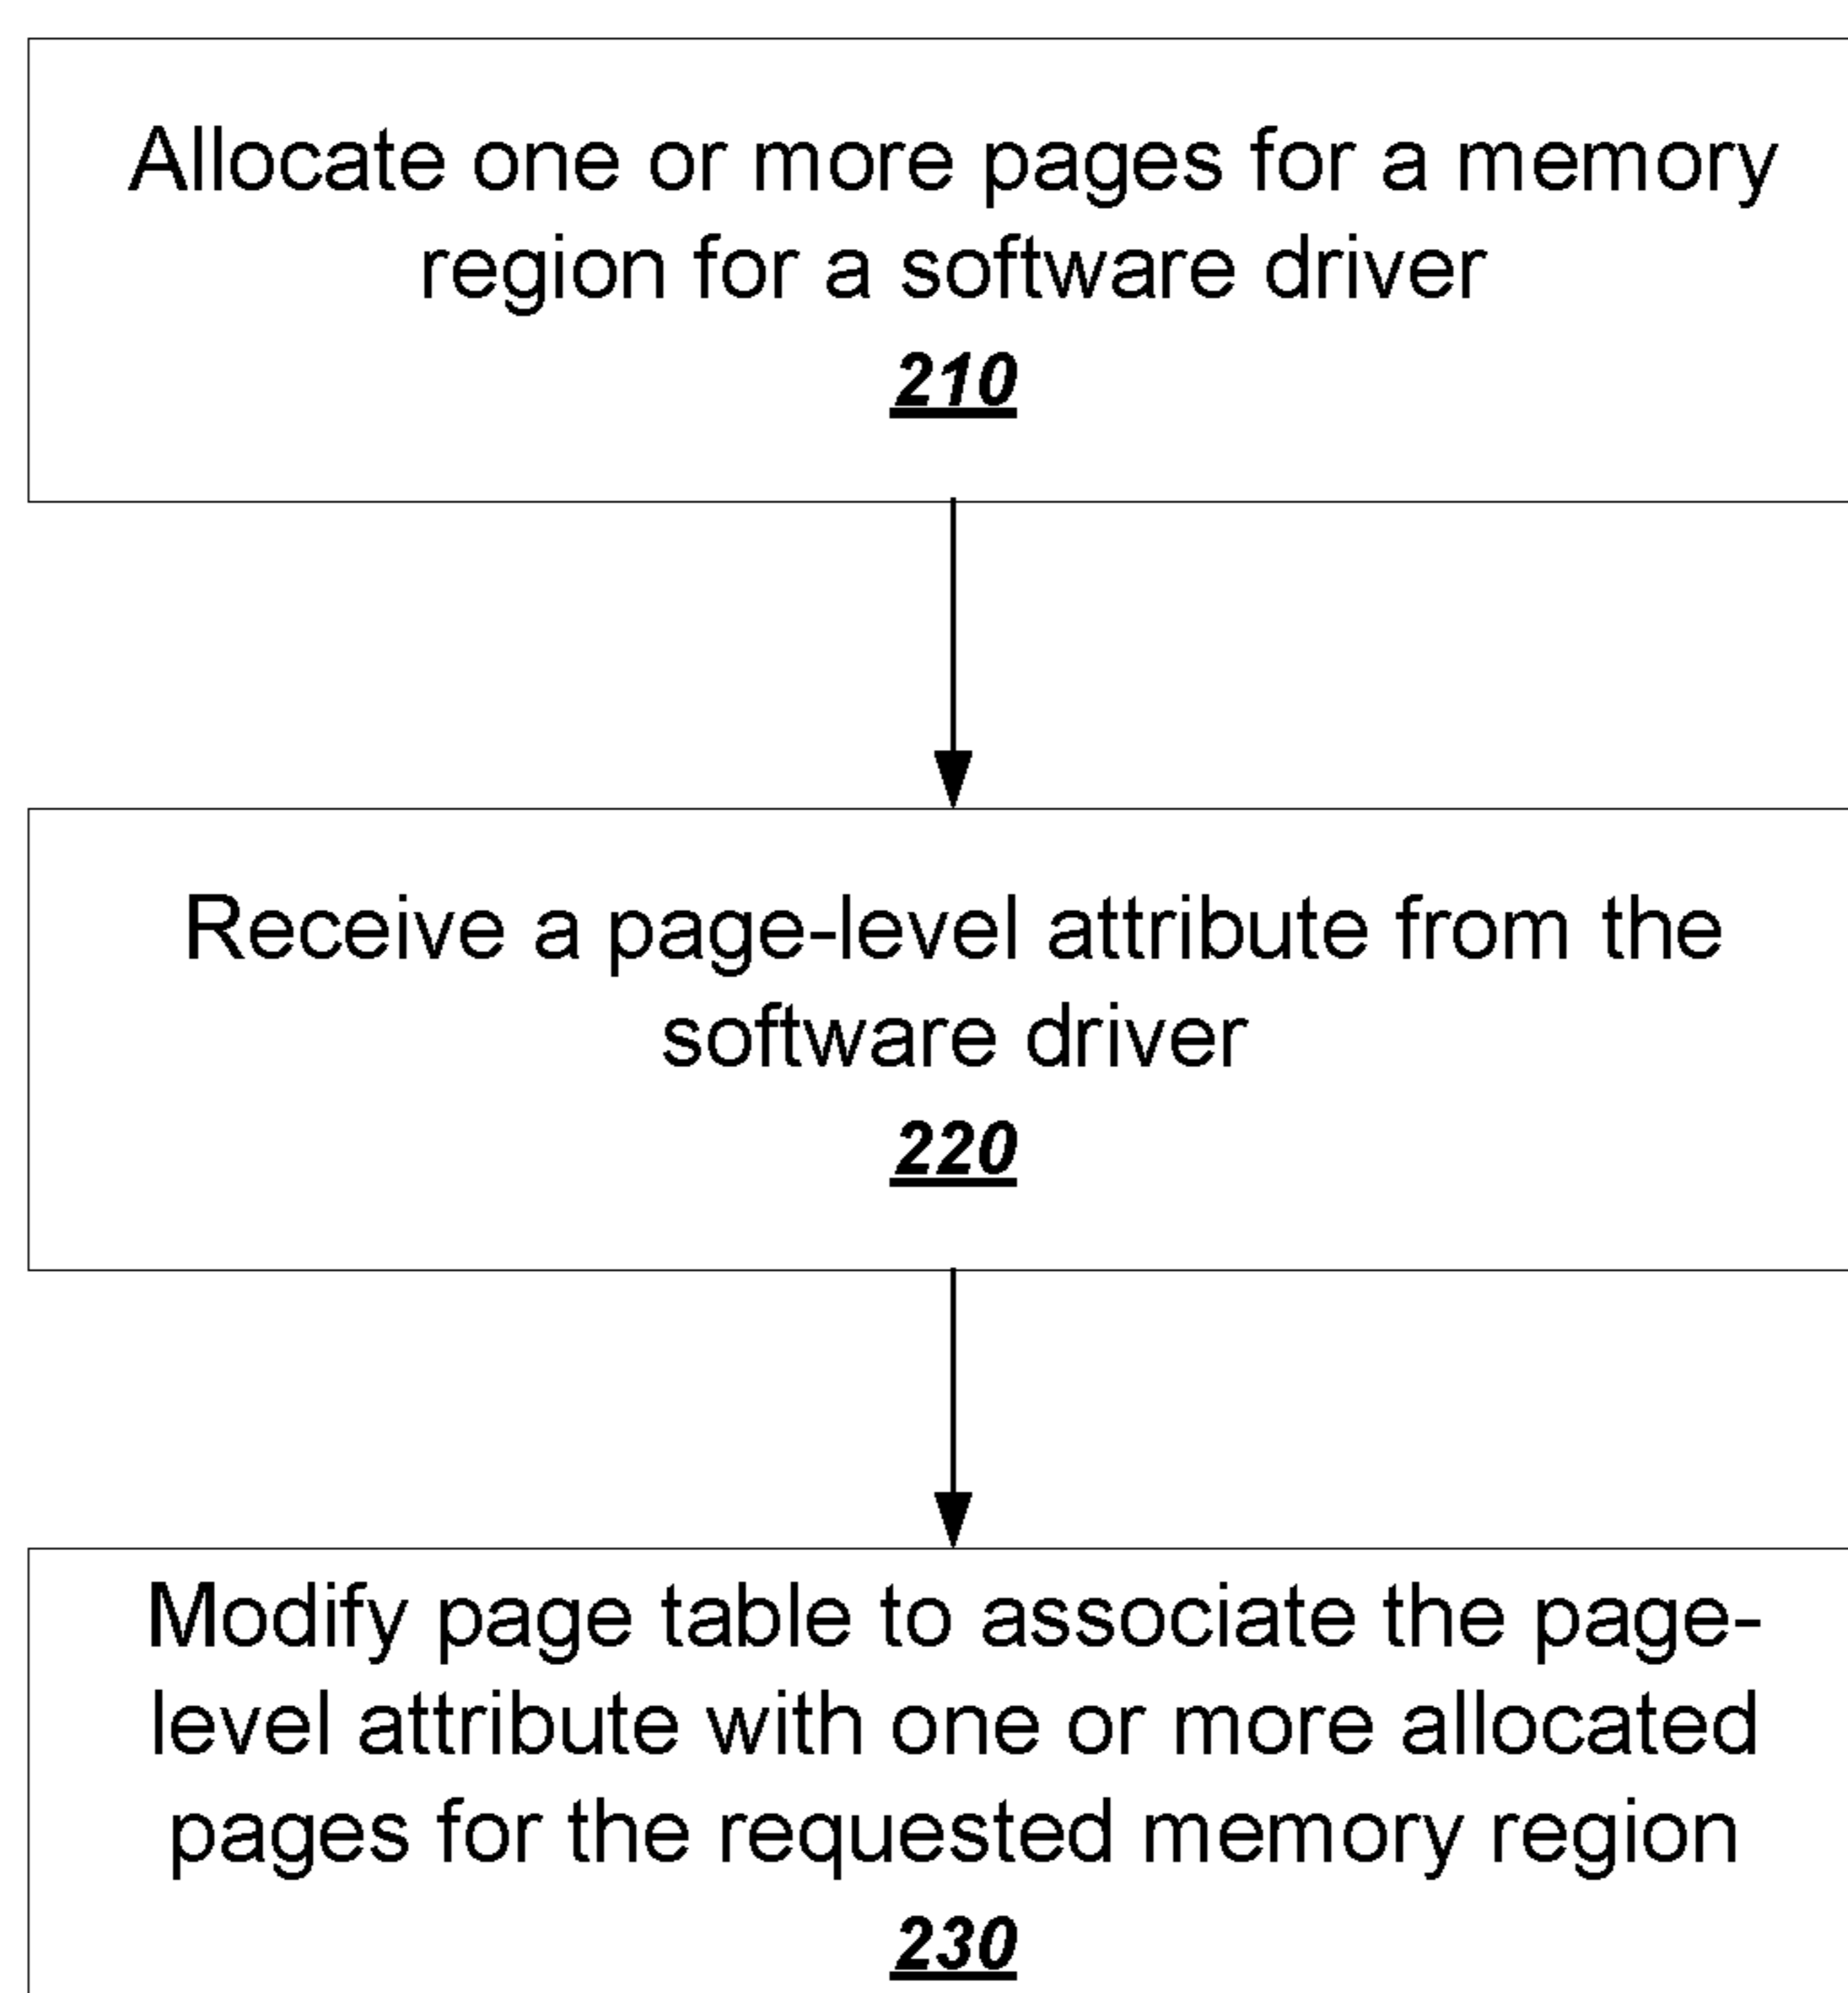 Allocate one or more pages for a memory
region for a software driver
210
Receive a page-level attribute from the
software driver
220
Modify page table to associate the page-
level attribute with one or more allocated
pages for the requested memory region
230